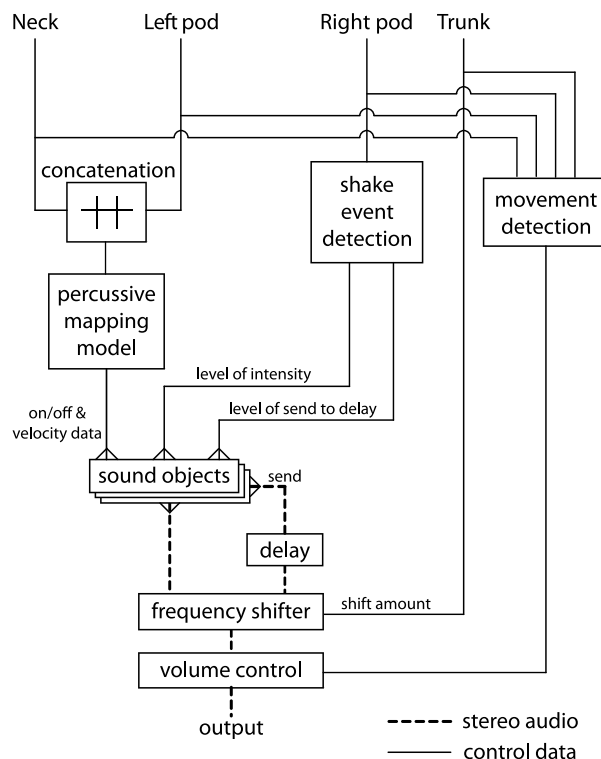 Neck
Left pod
Right pod
Trunk
concatenation
shake
event
detection
movement
detection
percussive
mapping
model
level of intensity
on/off &
velocity data
level of send to delay
sound objects
send
delay
frequency shifter
shift amount
volume control
output
stereo audio
control data